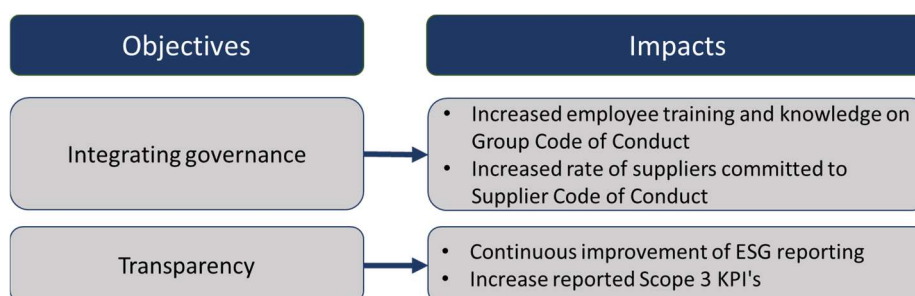 Objectives
Impacts
Integrating governance
• Increased employee training and knowledge on
Group Code of Conduct
• Increased rate of suppliers committed to
Supplier Code of Conduct
Transparency
• Continuous improvement of ESG reporting
• Increase reported Scope 3 KPI's